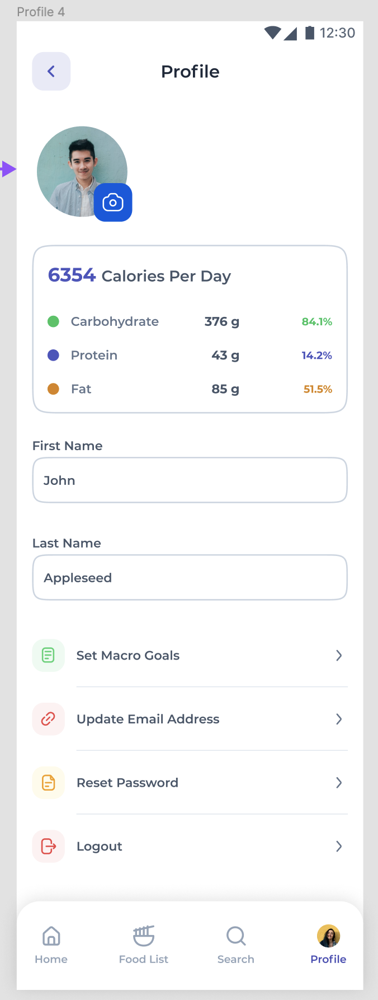 Profile 4
12:30
Profile
6354 Calories Per Day
Carbohydrate 376 g 84.1%
Protein 43 g 14.2%
Fat 85 g 51.5%
First Name
John
Last Name
Appleseed
Set Macro Goals
Update Email Address
Reset Password
Logout
Home Food List Search Profile